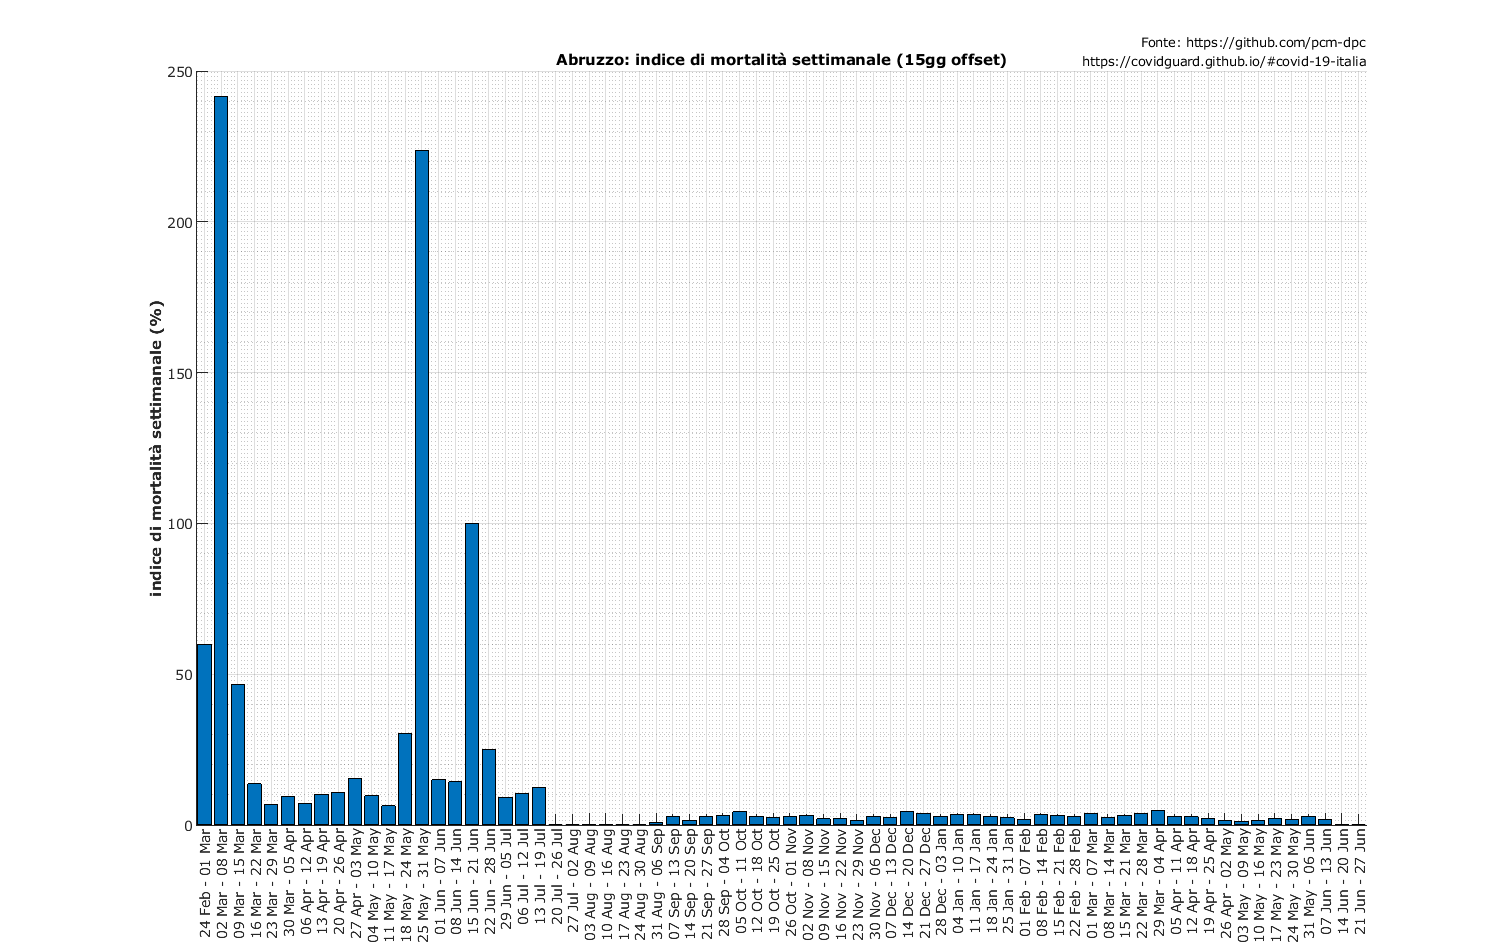 Fonte: https://github.com/pcm-dpc
https://covidguard.github.io/#covid-19-italia
Abruzzo: indice di mortalità settimanale (15gg offset)
indice di mortalità settimanale (%)
250
200
150
100
50
0
24 Feb - 01 Mar
02 Mar - 08 Mar
09 Mar - 15 Mar
16 Mar - 22 Mar
23 Mar - 29 Mar
30 Mar - 05 Apr
06 Apr - 12 Apr
13 Apr - 19 Apr
20 Apr - 26 Apr
27 Apr - 03 May
04 May - 10 May
11 May - 17 May
18 May - 24 May
25 May - 31 May
01 Jun - 07 Jun
08 Jun - 14 Jun
15 Jun - 21 Jun
22 Jun - 28 Jun
29 Jun - 05 Jul
06 Jul - 12 Jul
13 Jul - 19 Jul
20 Jul - 26 Jul
27 Jul - 02 Aug
03 Aug - 09 Aug
10 Aug - 16 Aug
17 Aug - 23 Aug
24 Aug - 30 Aug
31 Aug - 06 Sep
07 Sep - 13 Sep
14 Sep - 20 Sep
21 Sep - 27 Sep
28 Sep - 04 Oct
05 Oct - 11 Oct
12 Oct - 18 Oct
19 Oct - 25 Oct
26 Oct - 01 Nov
02 Nov - 08 Nov
09 Nov - 15 Nov
16 Nov - 22 Nov
23 Nov - 29 Nov
30 Nov - 06 Dec
07 Dec - 13 Dec
14 Dec - 20 Dec
21 Dec - 27 Dec
28 Dec - 03 Jan
04 Jan - 10 Jan
11 Jan - 17 Jan
18 Jan - 24 Jan
25 Jan - 31 Jan
01 Feb - 07 Feb
08 Feb - 14 Feb
15 Feb - 21 Feb
22 Feb - 28 Feb
01 Mar - 07 Mar
08 Mar - 14 Mar
15 Mar - 21 Mar
22 Mar - 28 Mar
29 Mar - 04 Apr
05 Apr - 11 Apr
12 Apr - 18 Apr
19 Apr - 25 Apr
26 Apr - 02 May
03 May - 09 May
10 May - 16 May
17 May - 23 May
24 May - 30 May
31 May - 06 Jun
07 Jun - 13 Jun
14 Jun - 20 Jun
21 Jun - 27 Jun